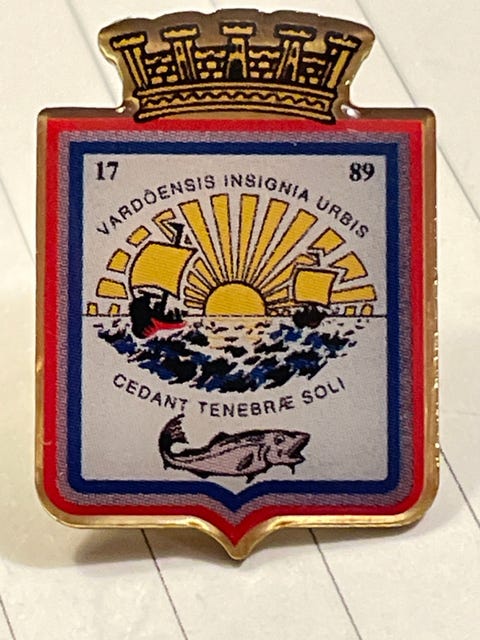 17 89
VARDÖENSIS INSIGNIA URBIS
CEDANT TENEBRÆ SOLI